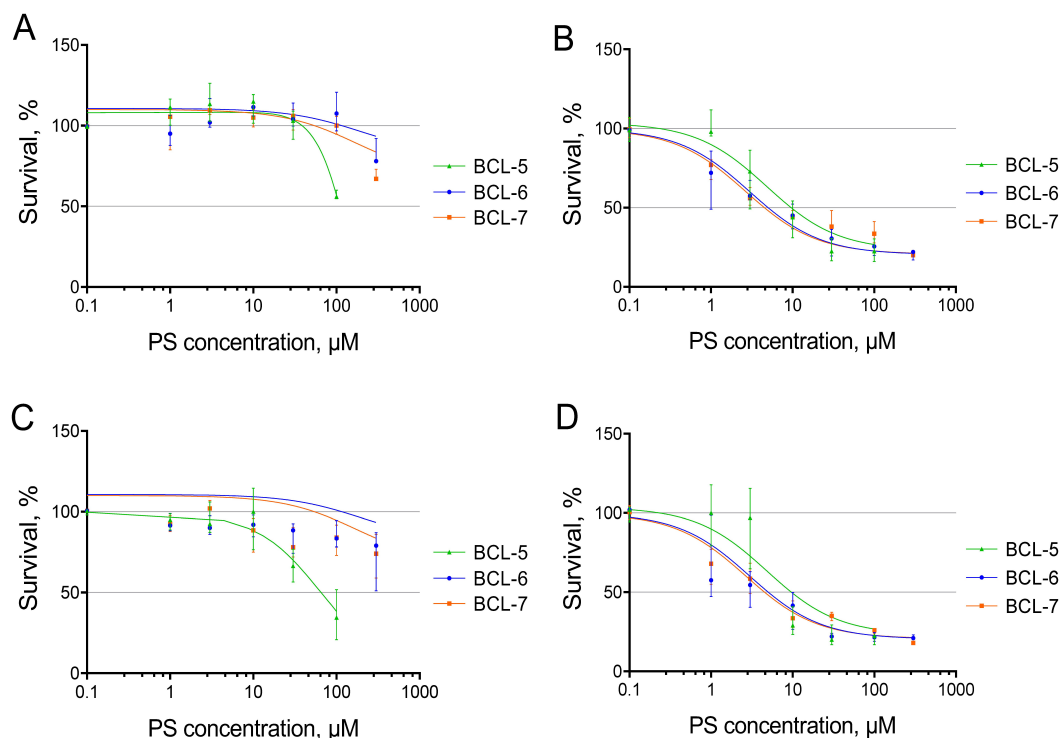 A
Survival, %
150
100
50
0
0.1 1 10 100 1000
PS concentration, µM
BCL-5
BCL-6
BCL-7
B
Survival, %
150
100
50
0
0.1 1 10 100 1000
PS concentration, µM
BCL-5
BCL-6
BCL-7
C
Survival, %
150
100
50
0
0.1 1 10 100 1000
PS concentration, µM
BCL-5
BCL-6
BCL-7
D
Survival, %
150
100
50
0
0.1 1 10 100 1000
PS concentration, µM
BCL-5
BCL-6
BCL-7